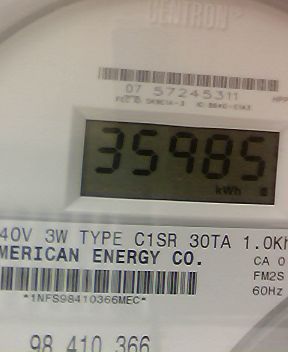 CENTRON
07 57245311
35985
kWh
40V 3W TYPE C1SR 30TA 1.0Kh
MERICAN ENERGY CO.
CA 0
FM2S
60Hz
*1NFS98410366MEC*
98 410 366